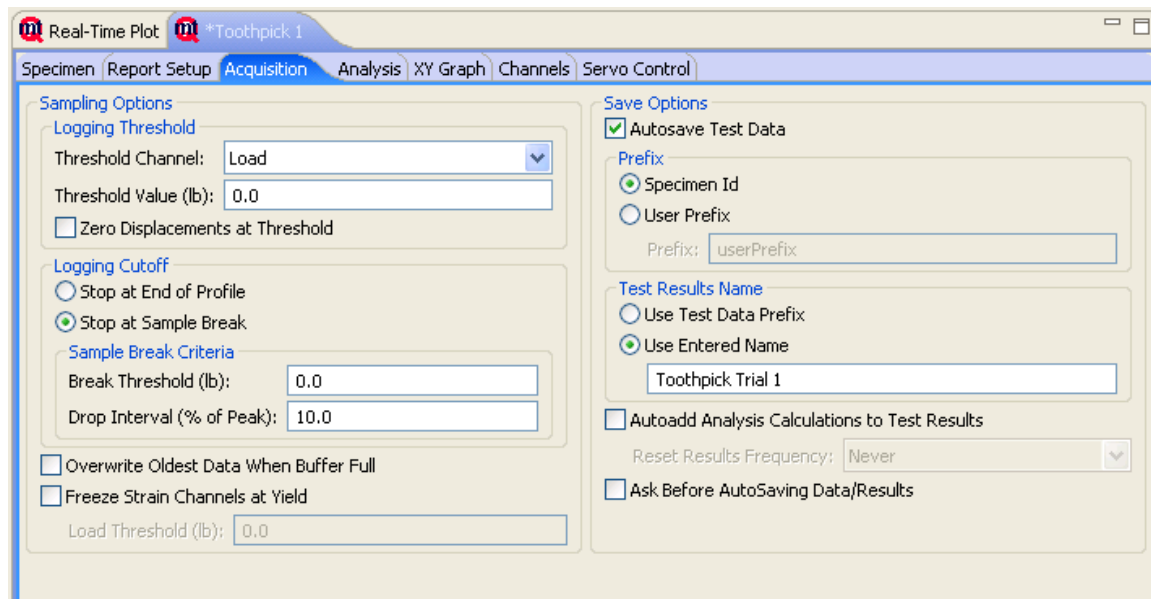 Real-Time Plot *Toothpick 1
Specimen Report Setup Acquisition Analysis XY Graph Channels Servo Control
Sampling Options
Logging Threshold
Threshold Channel: Load
Threshold Value (lb): 0.0
Zero Displacements at Threshold
Logging Cutoff
Stop at End of Profile
Stop at Sample Break
Sample Break Criteria
Break Threshold (lb): 0.0
Drop Interval (% of Peak): 10.0
Overwrite Oldest Data When Buffer Full
Freeze Strain Channels at Yield
Load Threshold (lb): 0.0
Save Options
Autosave Test Data
Prefix
Specimen Id
User Prefix
Prefix: userPrefix
Test Results Name
Use Test Data Prefix
Use Entered Name
Toothpick Trial 1
Autoadd Analysis Calculations to Test Results
Reset Results Frequency: Never
Ask Before AutoSaving Data/Results